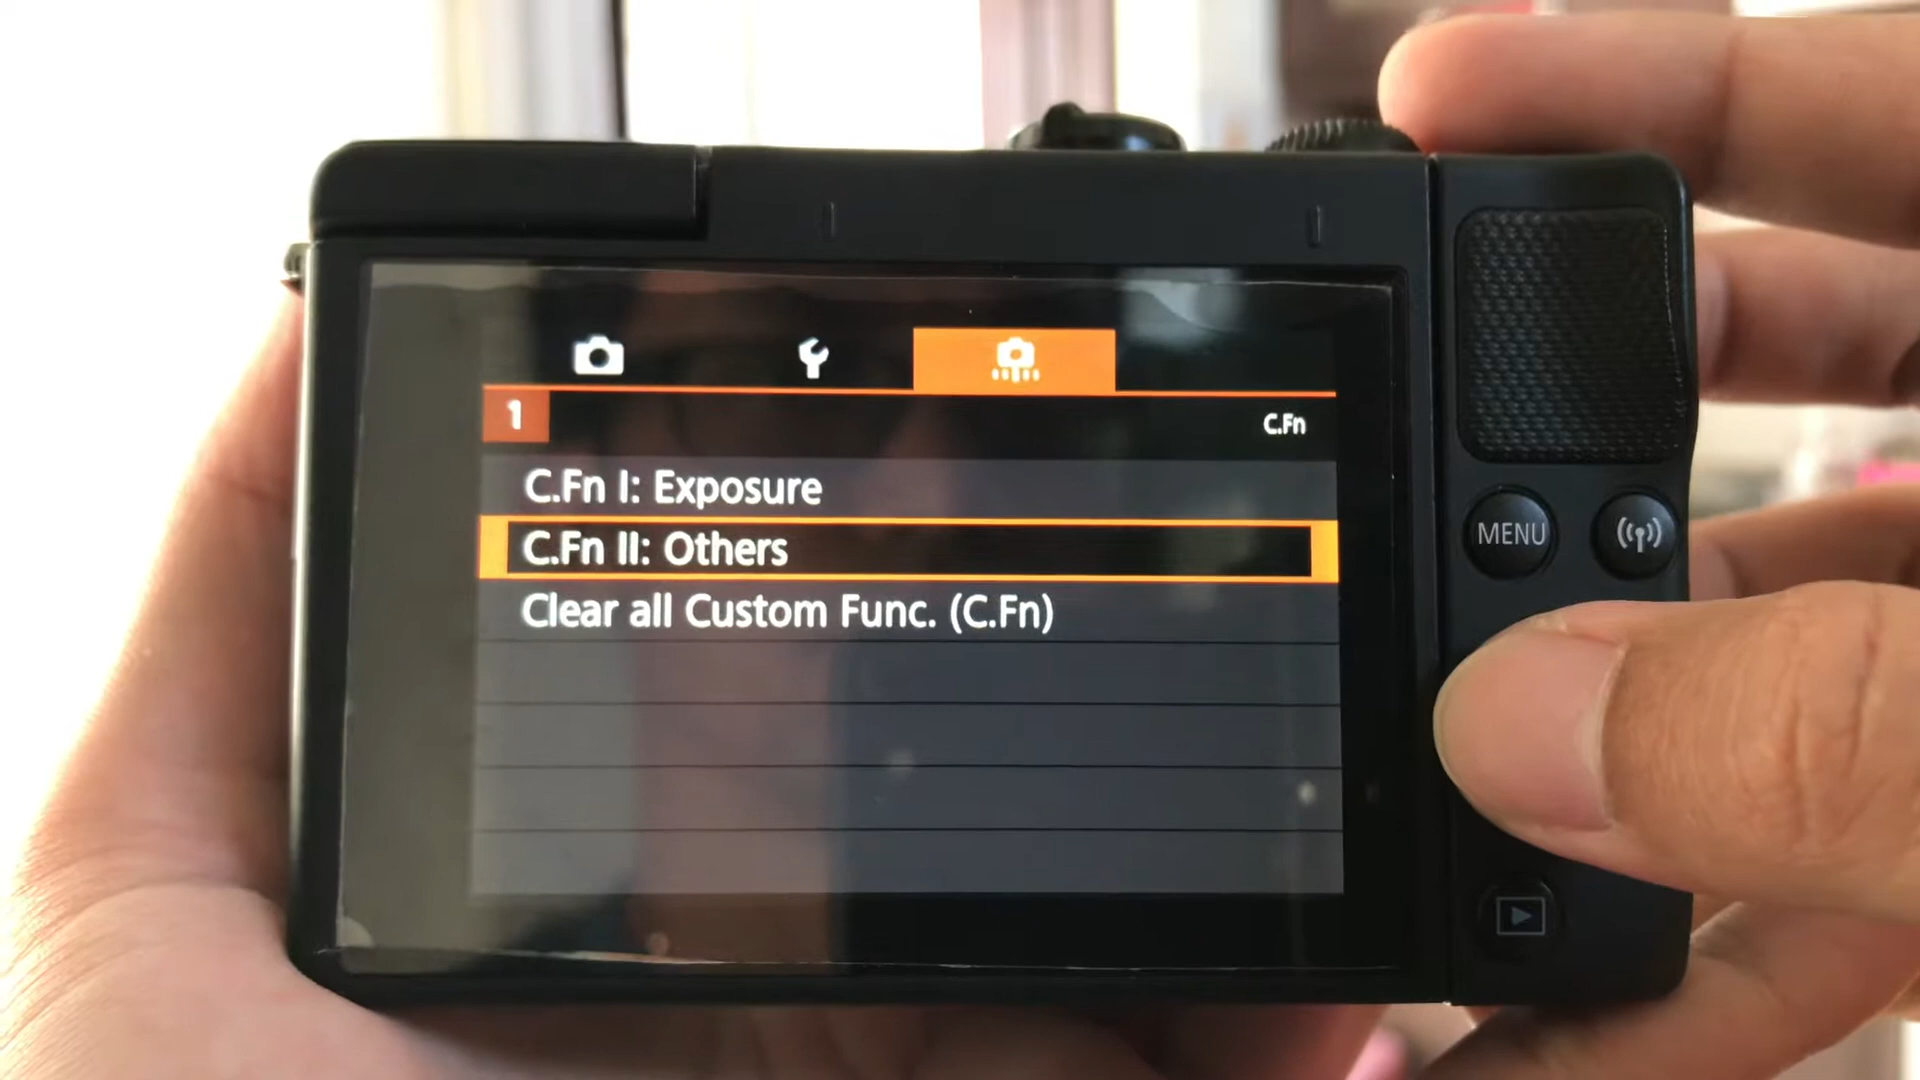 1
C.Fn
C.Fn I: Exposure
C.Fn II: Others
Clear all Custom Func. (C.Fn)
MENU